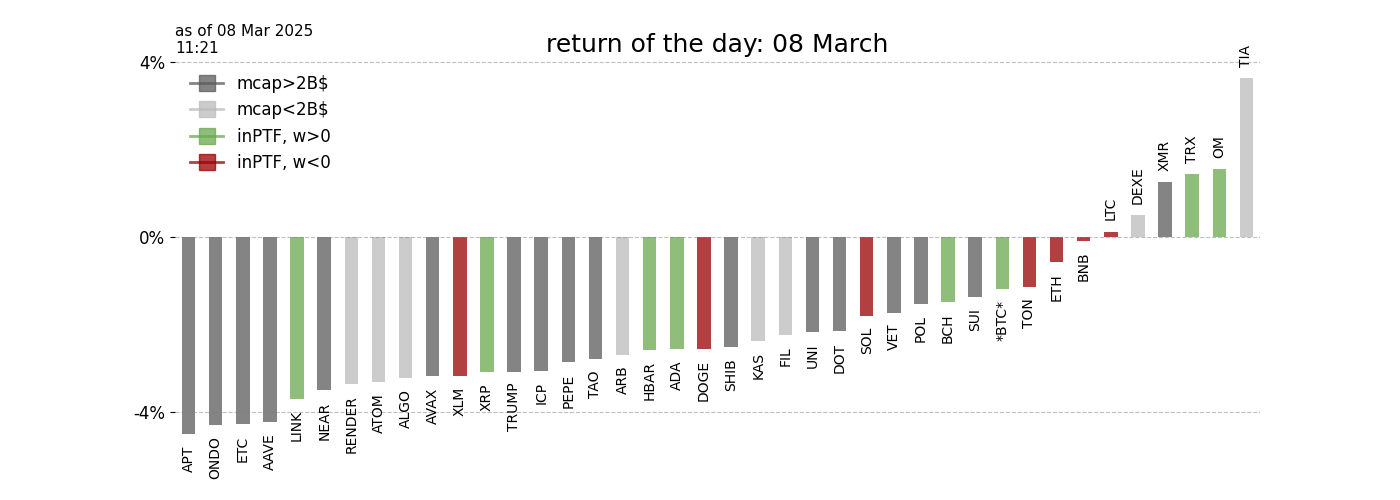 as of 08 Mar 2025
11:21
return of the day: 08 March
4%
0%
-4%
mcap>2B$
mcap<2B$
inPTF, w>0
inPTF, w<0
APT
ONDO
ETC
AAVE
LINK
NEAR
RENDER
ATOM
ALGO
AVAX
XLM
XRP
TRUMP
ICP
PEPE
TAO
ARB
HBAR
ADA
DOGE
SHIB
KAS
FIL
UNI
DOT
SOL
VET
POL
BCH
SUI
*BTC*
TON
ETH
BNB
LTC
DEXE
XMR
TRX
OM
TIA